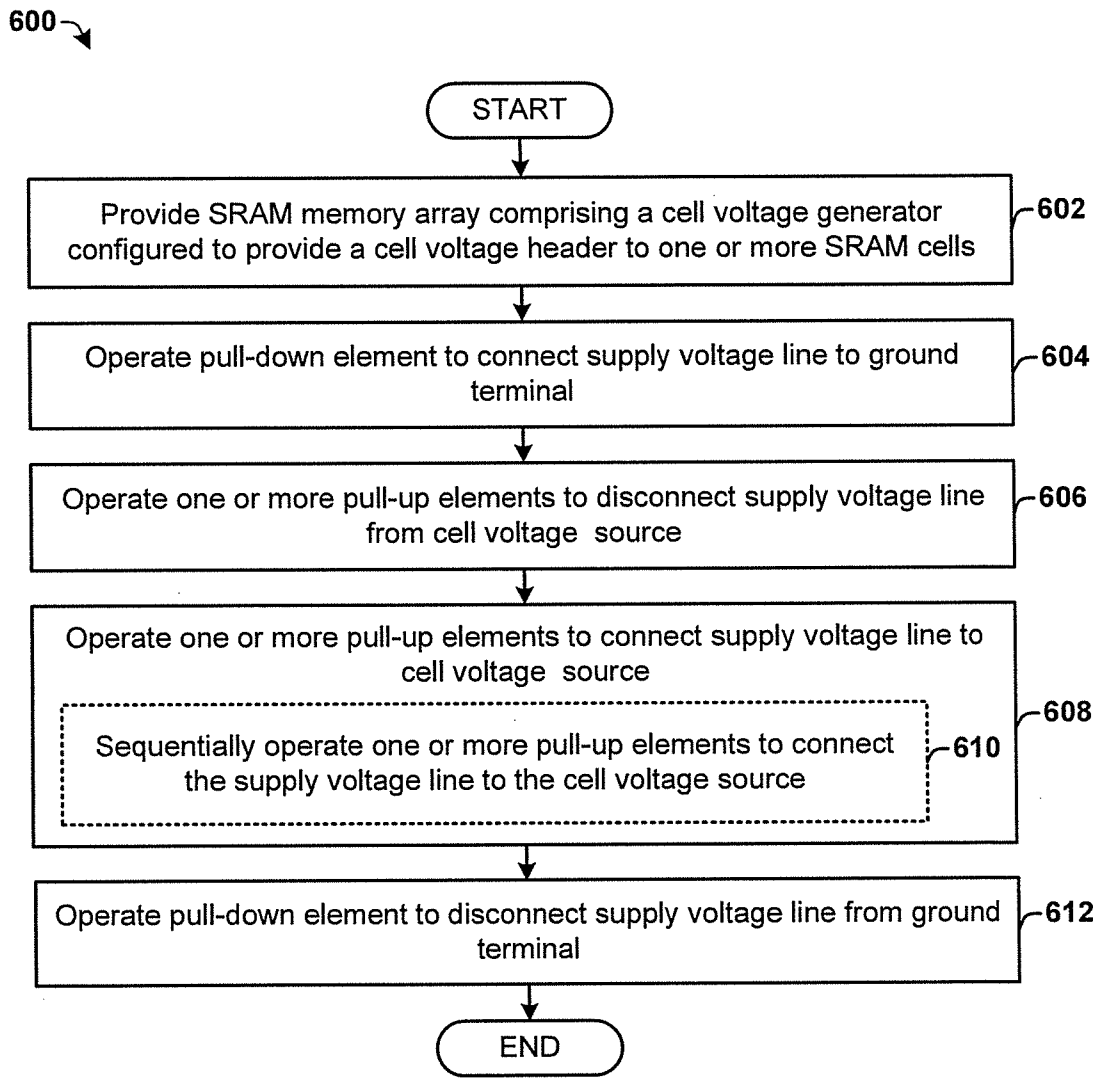 600
START
Provide SRAM memory array comprising a cell voltage generator
configured to provide a cell voltage header to one or more SRAM cells
602
Operate pull-down element to connect supply voltage line to ground
terminal
604
Operate one or more pull-up elements to disconnect supply voltage line
from cell voltage source
606
Operate one or more pull-up elements to connect supply voltage line to
cell voltage source
608
Sequentially operate one or more pull-up elements to connect
the supply voltage line to the cell voltage source
610
Operate pull-down element to disconnect supply voltage line from ground
terminal
612
END